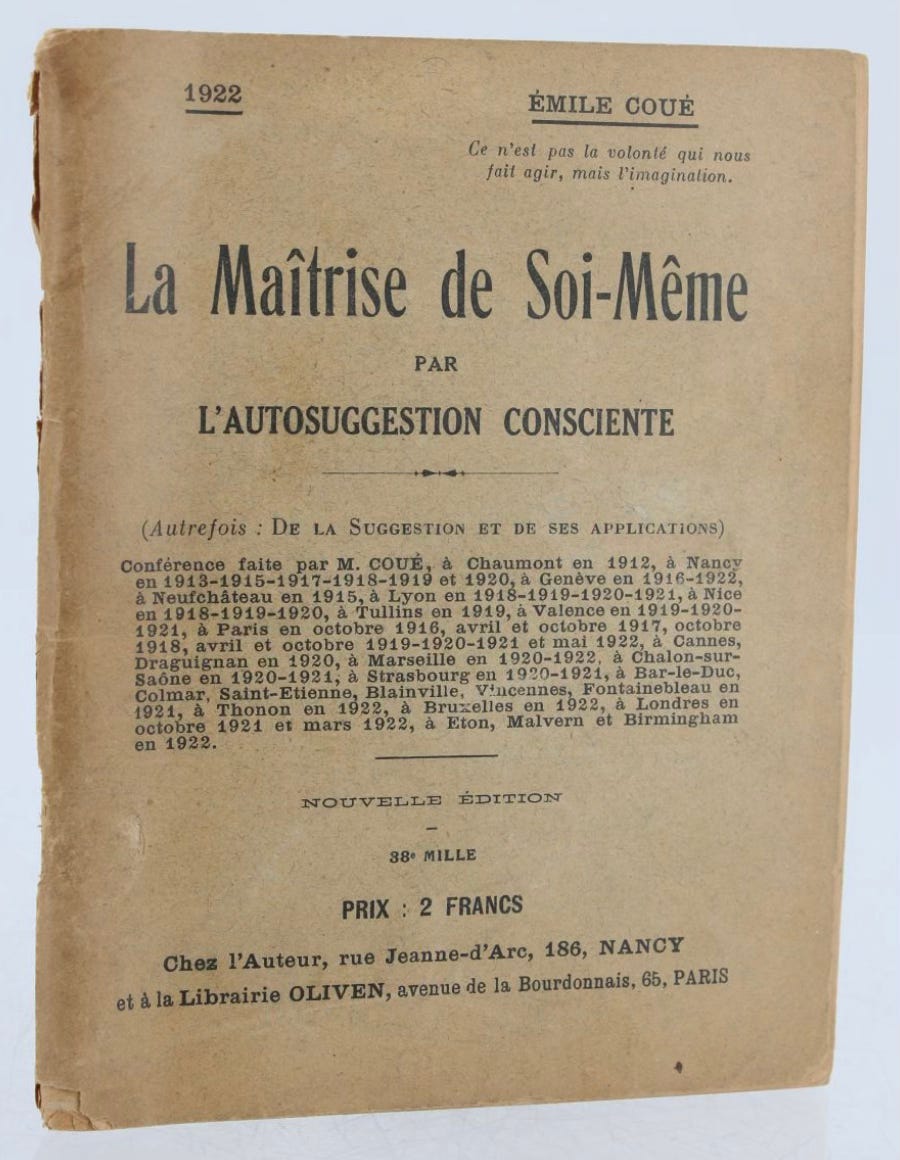 1922
ÉMILE COUÉ
Ce n'est pas la volonté qui nous
fait agir, mais l'imagination.
La Maîtrise de Soi-Même
PAR
L'AUTOSUGGESTION CONSCIENTE
(Autrefois : DE LA SUGGESTION ET DE SES APPLICATIONS)
Conférence faite par M. COUÉ, à Chaumont en 1912, à Nancy
en 1913-1915-1917-1918-1919 et 1920, à Genève en 1916-1922,
à Neufchâteau en 1915, à Lyon en 1918-1919-1920-1921, à Nice
en 1918-1919-1920, à Tullins en 1919, à Valence en 1919-1920-
1921, à Paris en octobre 1916, avril et octobre 1917, octobre
1918, avril et octobre 1919-1920-1921 et mai 1922, à Cannes,
Draguignan en 1920, à Marseille en 1920-1922, à Chalon-sur-
Saône en 1920-1921, à Strasbourg en 1920-1921, à Bar-le-Duc,
Colmar, Saint-Etienne, Blainville, Vincennes, Fontainebleau en
1921, à Thonon en 1922, à Bruxelles en 1922, à Londres en
octobre 1921 et mars 1922, à Eton, Malvern et Birmingham
en 1922.
NOUVELLE ÉDITION
38e MILLE
PRIX : 2 FRANCS
Chez l'Auteur, rue Jeanne-d'Arc, 186, NANCY
et à la Librairie OLIVEN, avenue de la Bourdonnais, 65, PARIS